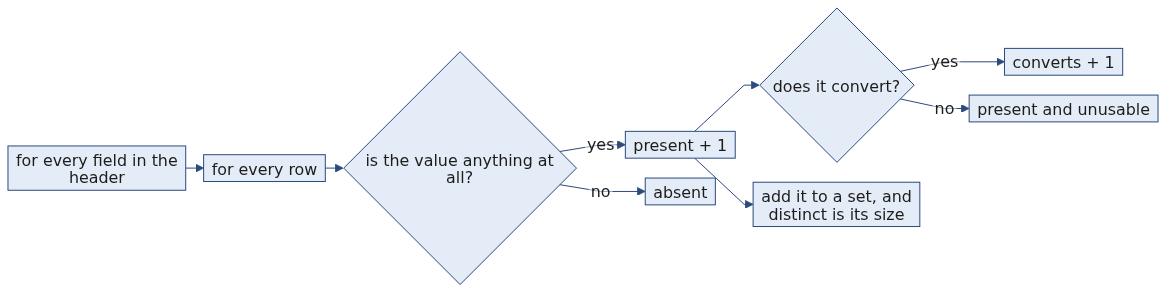 for every field in the
header
for every row
is the value anything at
all?
yes
no
present + 1
absent
does it convert?
add it to a set, and
distinct is its size
yes
no
converts + 1
present and unusable